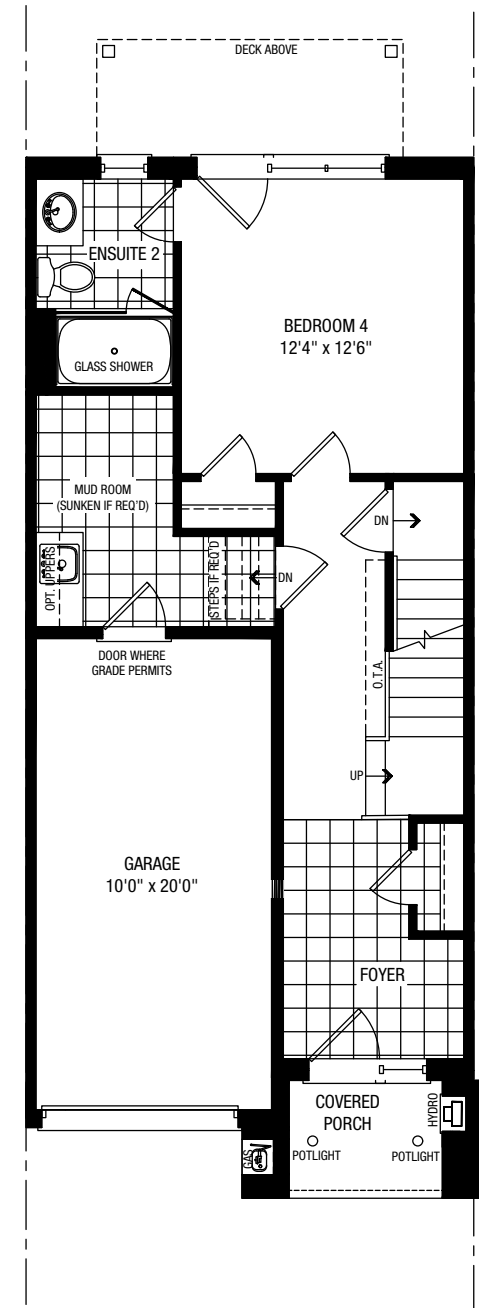 DECK ABOVE
ENSUITE 2
BEDROOM 4
12'4" x 12'6"
GLASS SHOWER
MUD ROOM
(SUNKEN IF REQ'D)
DN
OPT. UPPERS
STEPS IF REQ'D
DN
DOOR WHERE
GRADE PERMITS
O.T.A.
UP
GARAGE
10'0" x 20'0"
FOYER
COVERED
PORCH
HYDRO
POTLIGHT
POTLIGHT
GAS